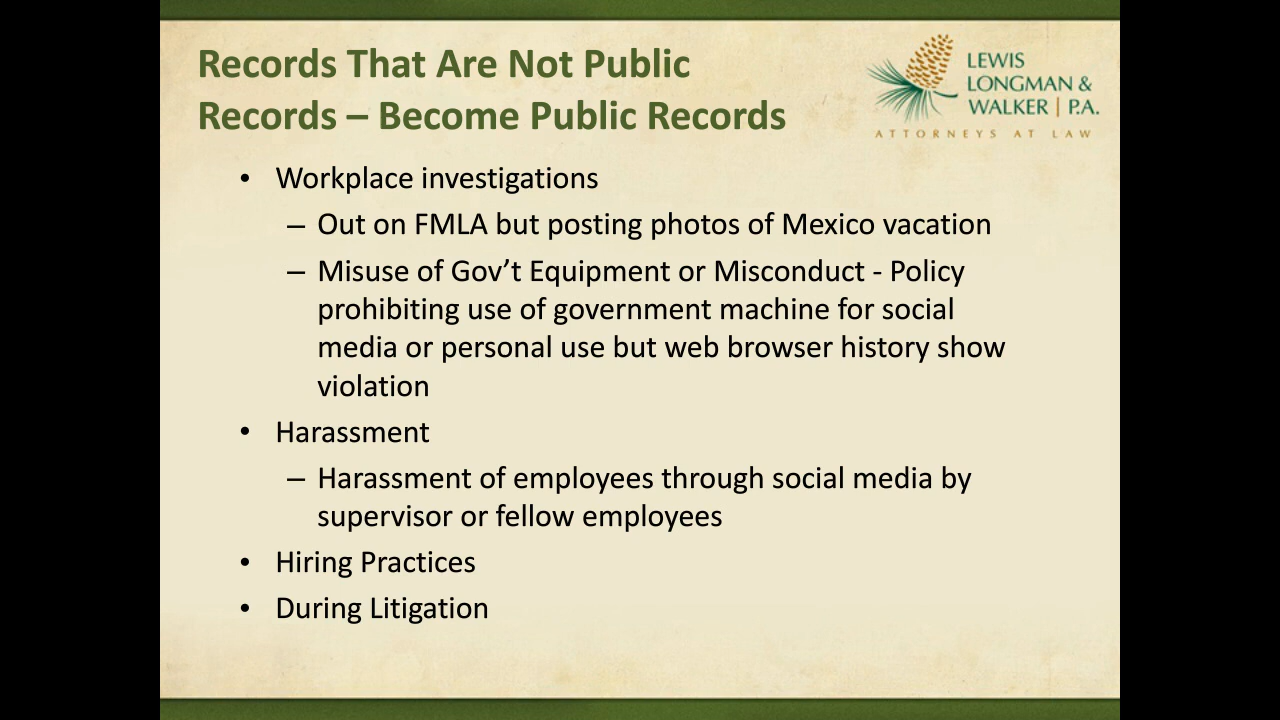 Records That Are Not Public
Records – Become Public Records
LEWIS
LONGMAN &
WALKER | P.A.
ATTORNEYS AT LAW
• Workplace investigations
– Out on FMLA but posting photos of Mexico vacation
– Misuse of Gov’t Equipment or Misconduct - Policy
prohibiting use of government machine for social
media or personal use but web browser history show
violation
• Harassment
– Harassment of employees through social media by
supervisor or fellow employees
• Hiring Practices
• During Litigation